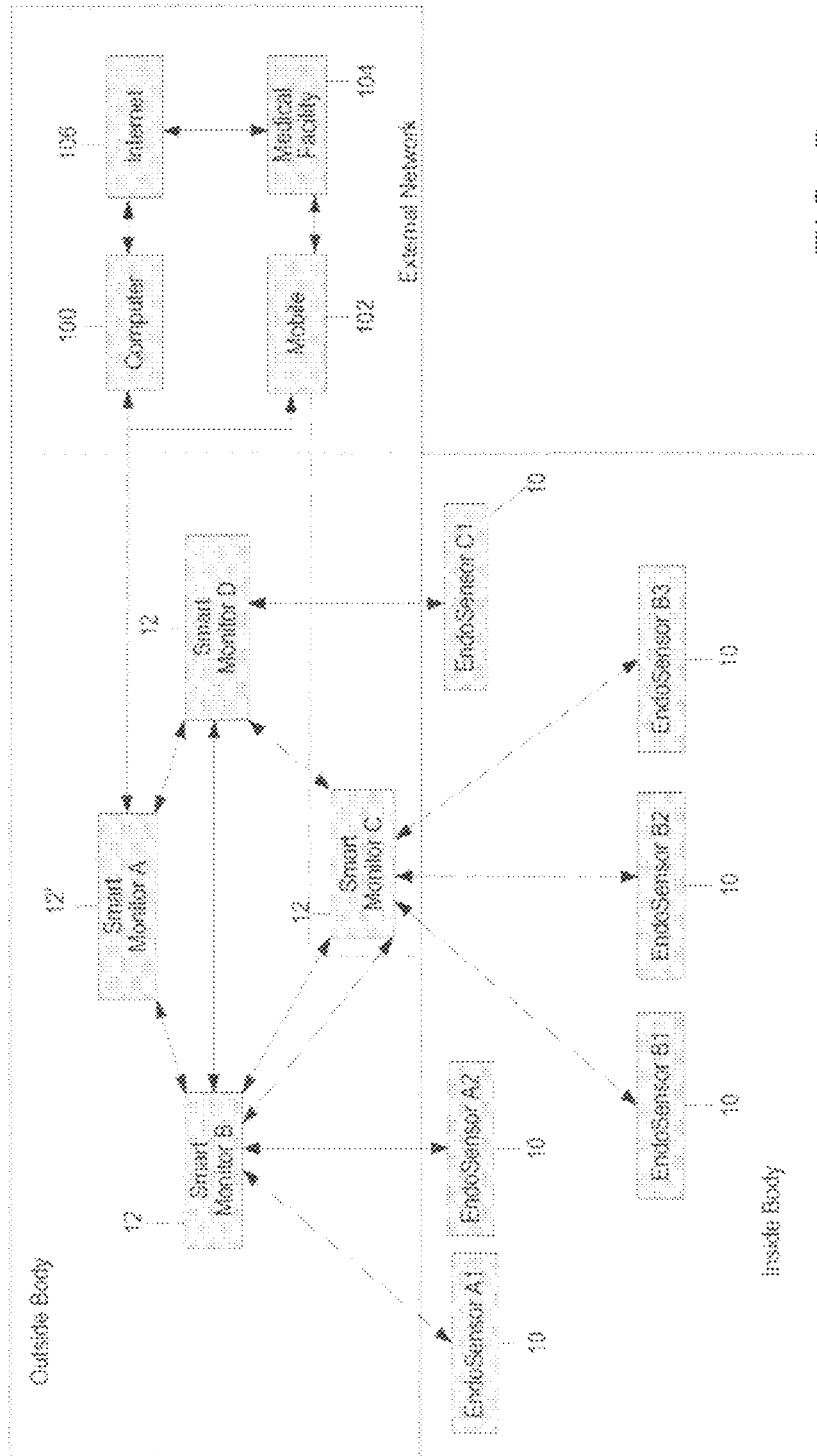 Outside Body
12'
Smart
Monitor A
12
Smart
Monitor B
12
Smart
Monitor C
12
Smart
Monitor D
100
Computer
106
Internet
Mobile
102
Medical
Facility
104
External Network
EndoSensor A1
10
EndoSensor A2
10
EndoSensor B1
10
EndoSensor B2
10
EndoSensor B3
10
EndoSensor C1
10
Inside Body